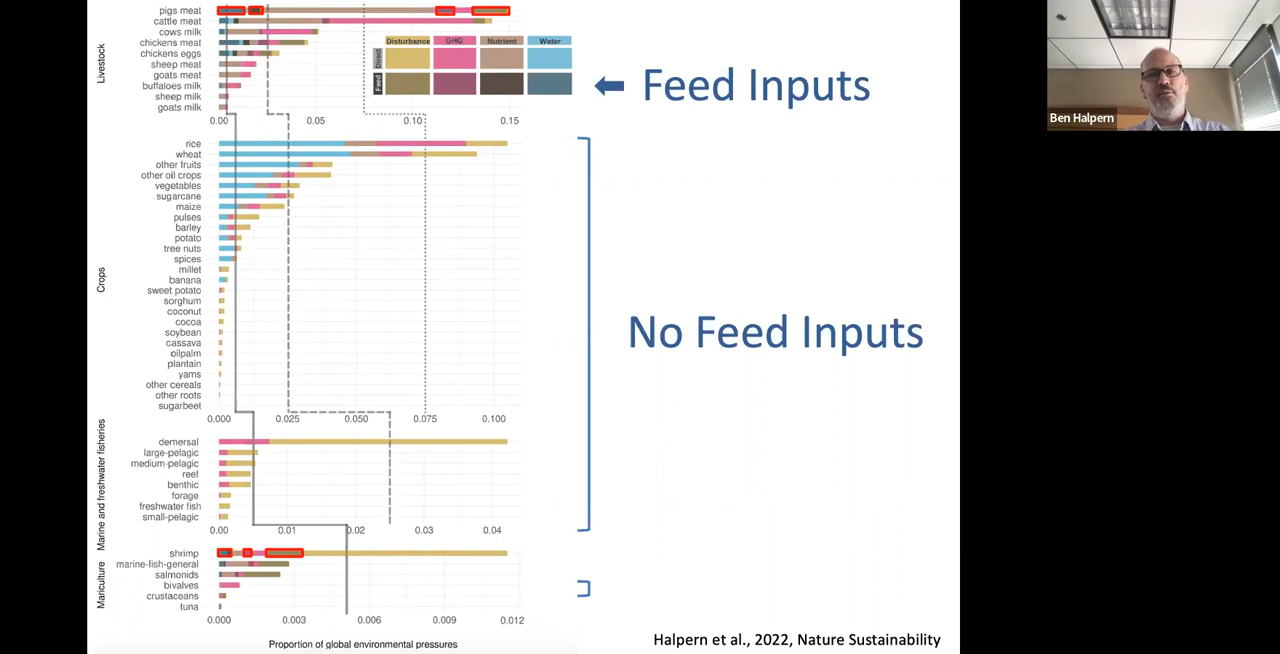 pigs meat
cattle meat
cows milk
chickens meat
chickens eggs
sheep meat
goats meat
buffaloes milk
sheep milk
goats milk
Livestock
0.00 0.05 0.10 0.15
Disturbance GHG Nutrient Water
Direct
Feed
Feed Inputs
Ben Halpern
rice
wheat
other fruits
other oil crops
vegetables
sugarcane
maize
pulses
barley
potato
tree nuts
spices
millet
banana
sweet potato
sorghum
coconut
cocoa
soybean
cassava
oilpalm
plantain
yams
other cereals
other roots
sugarbeet
Crops
0.000 0.025 0.050 0.075 0.100
No Feed Inputs
demersal
large-pelagic
medium-pelagic
reef
benthic
forage
freshwater fish
small-pelagic
Marine and freshwater fisheries
0.00 0.01 0.02 0.03 0.04
shrimp
marine-fish-general
salmonids
bivalves
crustaceans
tuna
Mariculture
0.000 0.003 0.006 0.009 0.012
Proportion of global environmental pressures
Halpern et al., 2022, Nature Sustainability